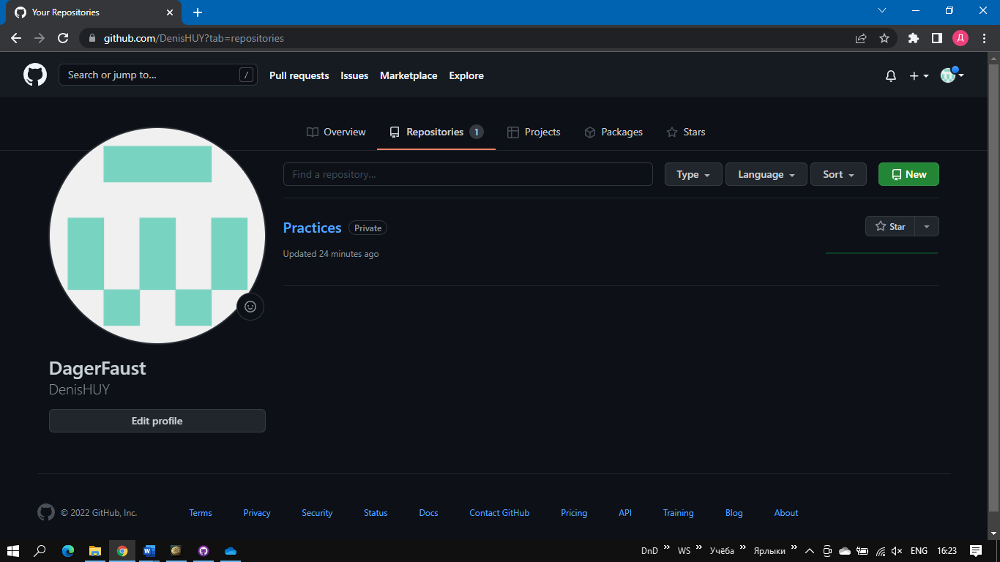 Your Repositories
github.com/DenisHUY?tab=repositories
Д
Search or jump to...
/
Pull requests
Issues
Marketplace
Explore
Overview
Repositories 1
Projects
Packages
Stars
Find a repository...
Type
Language
Sort
New
Practices
Private
Star
Updated 24 minutes ago
DagerFaust
DenisHUY
Edit profile
© 2022 GitHub, Inc.
Terms
Privacy
Security
Status
Docs
Contact GitHub
Pricing
API
Training
Blog
About
DnD
WS
Учёба
Ярлыки
ENG
16:23